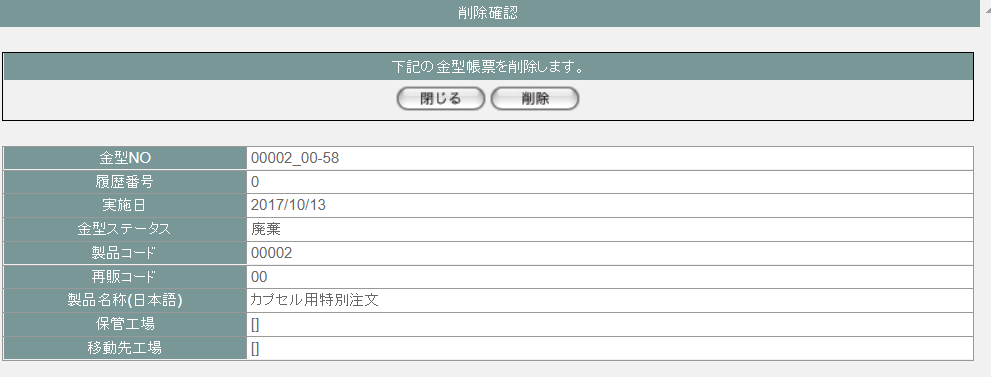 削除確認
下記の金型帳票を削除します。
閉じる 削除
金型NO 00002_00-58
履歴番号 0
実施日 2017/10/13
金型ステータス 廃棄
製品コード 00002
再販コード 00
製品名称(日本語) カプセル用特別注文
保管工場 []
移動先工場 []